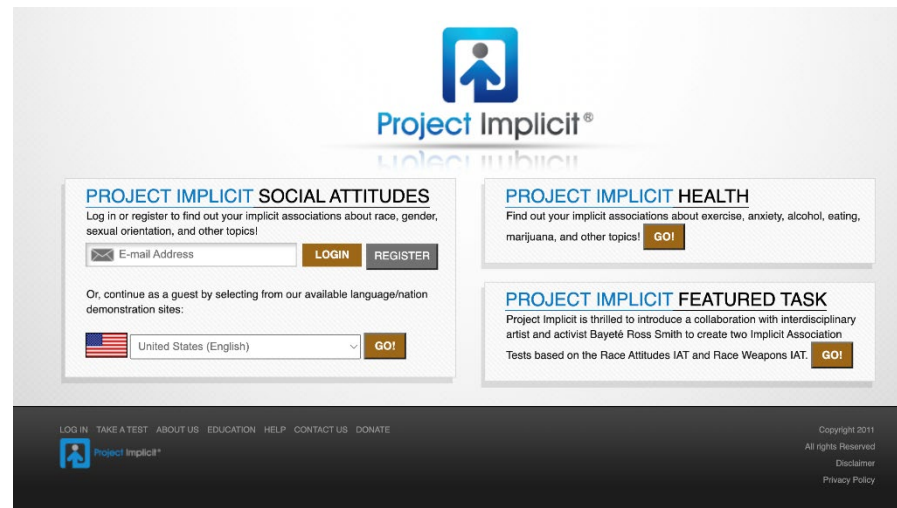 Project Implicit®
PROJECT IMPLICIT SOCIAL ATTITUDES
Log in or register to find out your implicit associations about race, gender,
sexual orientation, and other topics!
E-mail Address
LOGIN
REGISTER
Or, continue as a guest by selecting from our available language/nation
demonstration sites:
United States (English)
GO!
PROJECT IMPLICIT HEALTH
Find out your implicit associations about exercise, anxiety, alcohol, eating,
marijuana, and other topics! GO!
PROJECT IMPLICIT FEATURED TASK
Project Implicit is thrilled to introduce a collaboration with interdisciplinary
artist and activist Bayeté Ross Smith to create two Implicit Association
Tests based on the Race Attitudes IAT and Race Weapons IAT. GO!
LOG IN TAKE A TEST ABOUT US EDUCATION HELP CONTACT US DONATE
Project Implicit®
Copyright 2011
All rights Reserved
Disclaimer
Privacy Policy